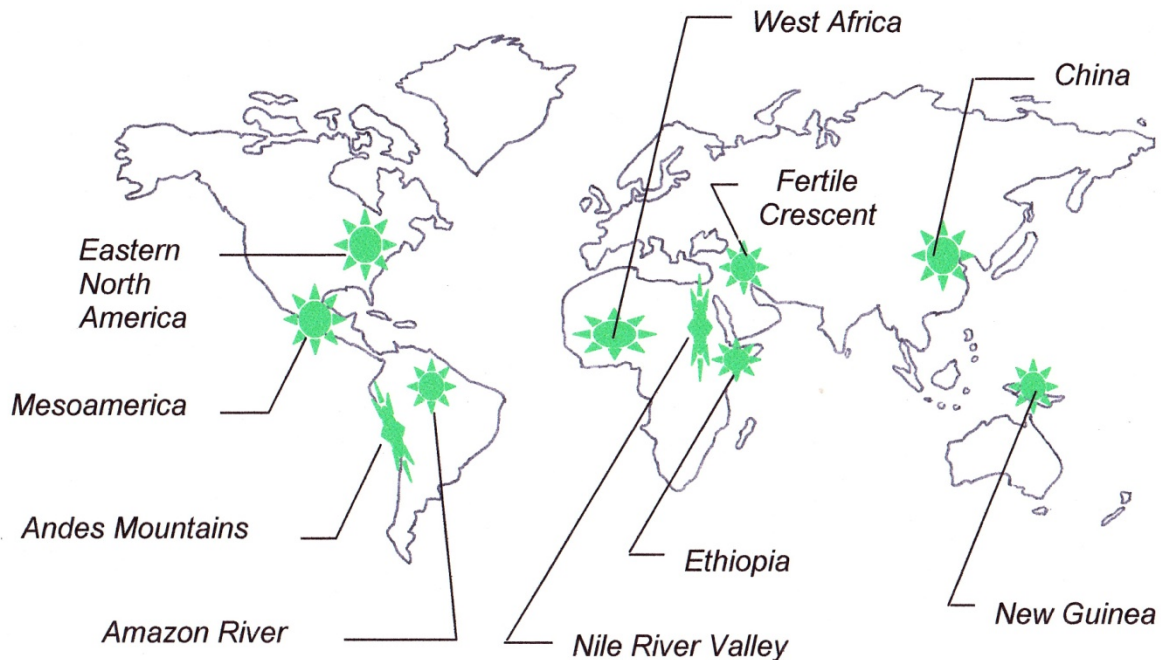 West Africa
China
Fertile
Crescent
Eastern
North
America
Mesoamerica
Andes Mountains
Ethiopia
New Guinea
Amazon River
Nile River Valley